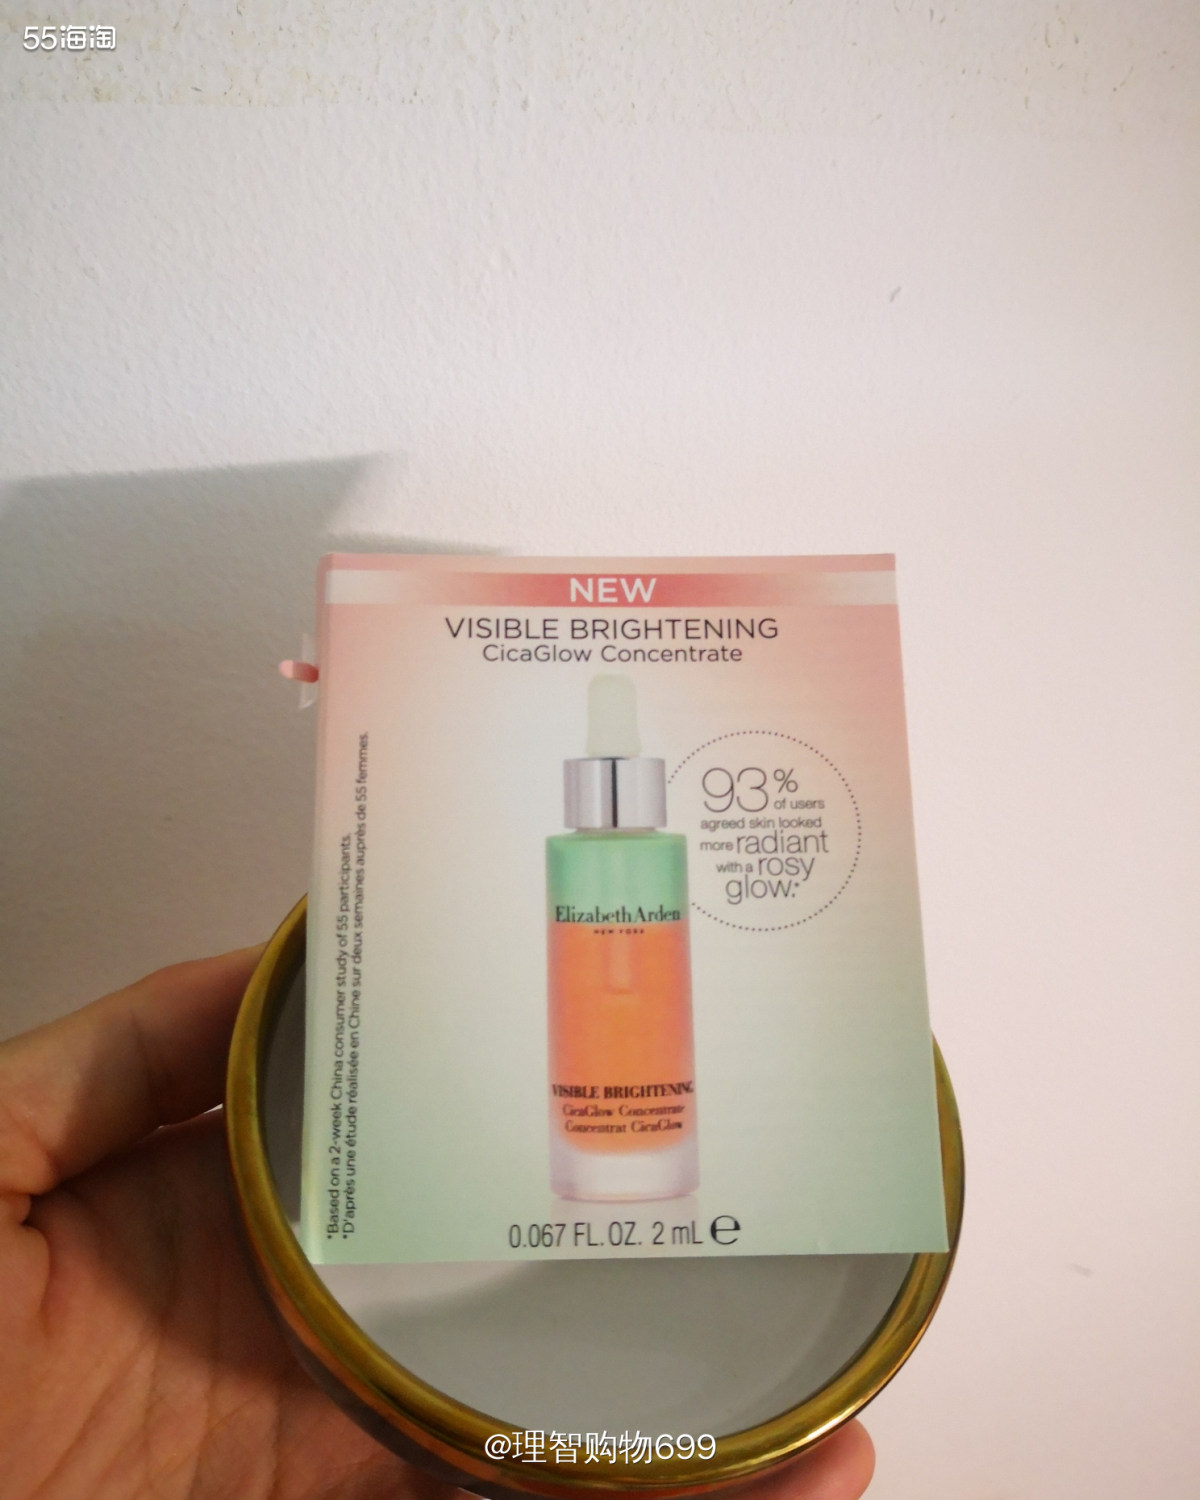 55海淘
NEW
VISIBLE BRIGHTENING
CicaGlow Concentrate
93%
of users
agreed skin looked
more radiant
with a rosy
glow.*
ElizabethArden
NEW YORK
VISIBLE BRIGHTENING
CicaGlow Concentrate
Concentrat CicaGlow
*Based on a 2-week China consumer study of 55 participants.
*D'après une étude réalisée en Chine sur deux semaines auprès de 55 femmes.
0.067 FL.OZ. 2 mL ℮
@理智购物699